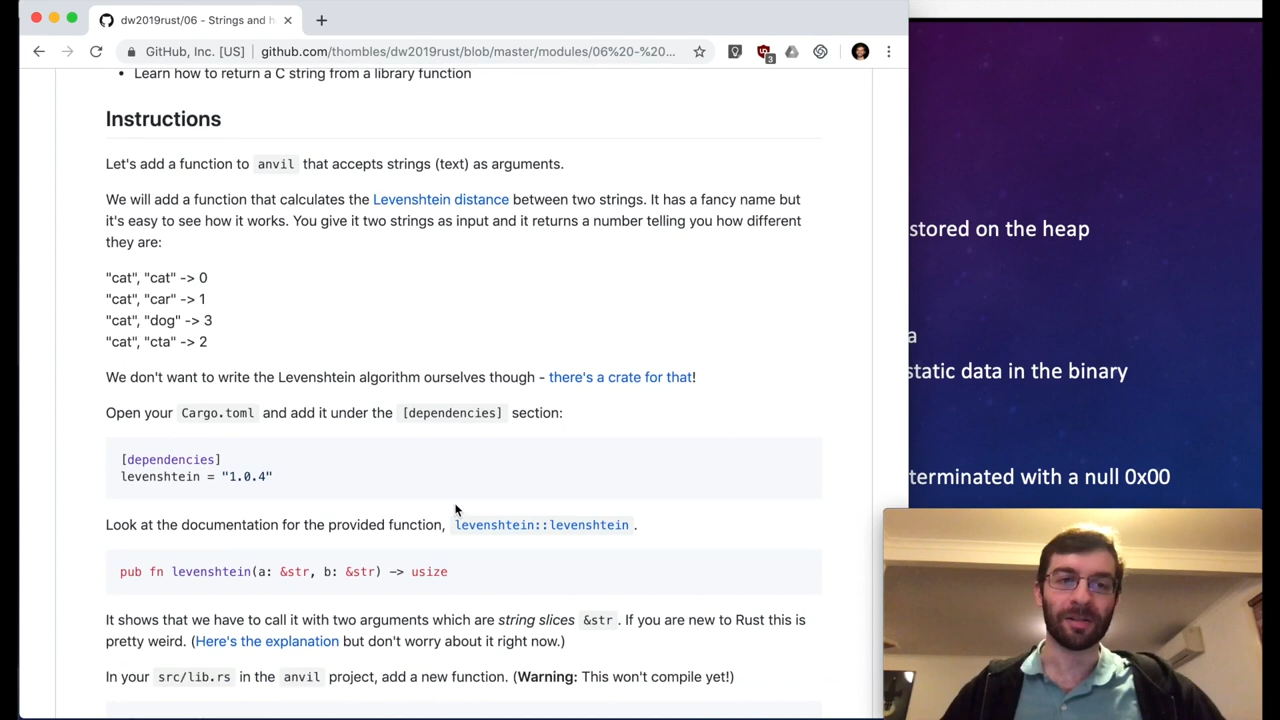 dw2019rust/06 - Strings and h
GitHub, Inc. [US]
github.com/thombles/dw2019rust/blob/master/modules/06%20-%20...
3
• Learn how to return a C string from a library function
Instructions
Let's add a function to anvil that accepts strings (text) as arguments.
We will add a function that calculates the Levenshtein distance between two strings. It has a fancy name but
it's easy to see how it works. You give it two strings as input and it returns a number telling you how different
they are:
"cat", "cat" -> 0
"cat", "car" -> 1
"cat", "dog" -> 3
"cat", "cta" -> 2
We don't want to write the Levenshtein algorithm ourselves though - there's a crate for that!
Open your Cargo.toml and add it under the [dependencies] section:
[dependencies]
levenshtein = "1.0.4"
Look at the documentation for the provided function, levenshtein::levenshtein.
pub fn levenshtein(a: &str, b: &str) -> usize
It shows that we have to call it with two arguments which are string slices &str. If you are new to Rust this is
pretty weird. (Here's the explanation but don't worry about it right now.)
In your src/lib.rs in the anvil project, add a new function. (Warning: This won't compile yet!)
stored on the heap
a
static data in the binary
terminated with a null 0x00